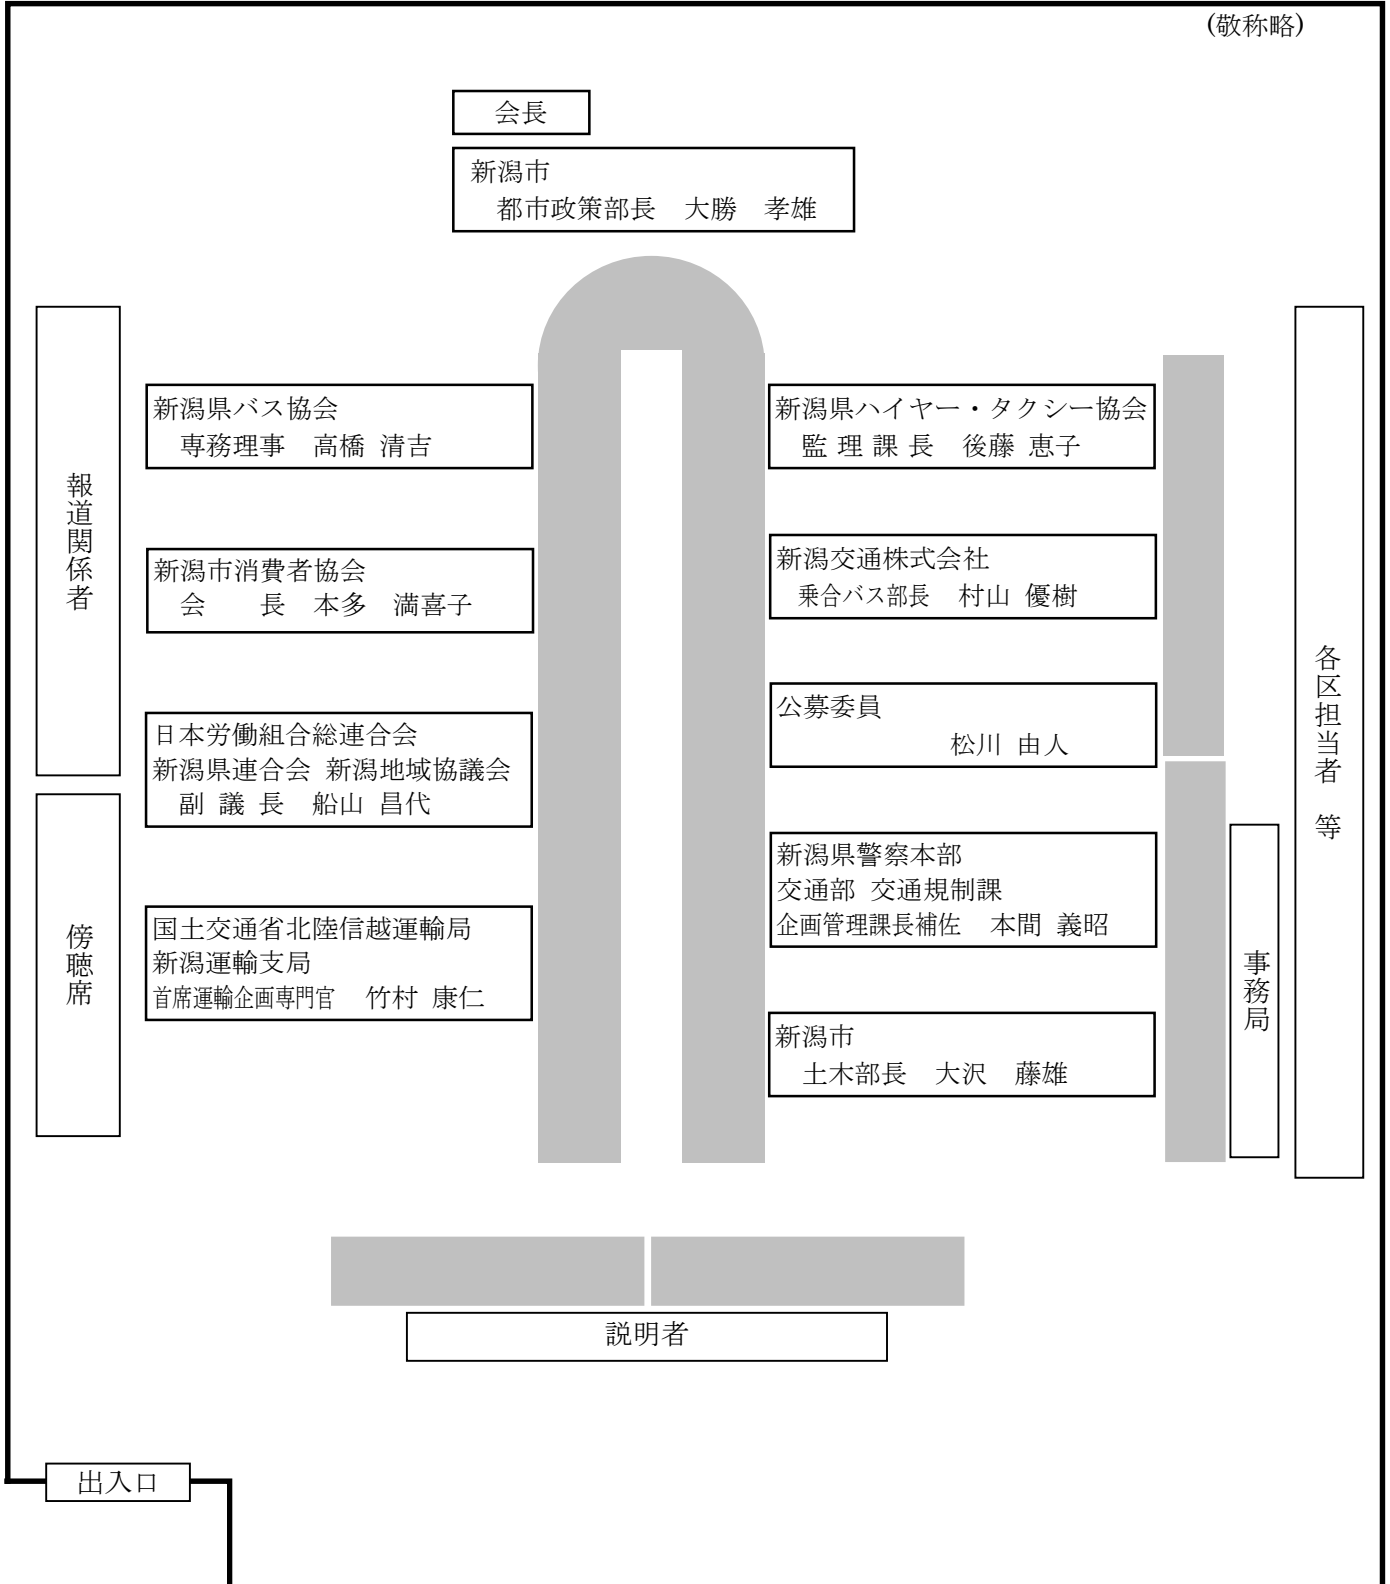 (敬称略)
会長
新潟市
都市政策部長　大勝　孝雄
報道関係者
傍聴席
新潟県バス協会
専務理事　高橋 清吉
新潟市消費者協会
会　　長　本多　満喜子
日本労働組合総連合会
新潟県連合会 新潟地域協議会
副 議 長　船山 昌代
国土交通省北陸信越運輸局
新潟運輸支局
首席運輸企画専門官　竹村 康仁
新潟県ハイヤー・タクシー協会
監 理 課 長　後藤 恵子
新潟交通株式会社
乗合バス部長　村山 優樹
公募委員
松川 由人
新潟県警察本部
交通部 交通規制課
企画管理課長補佐　本間 義昭
新潟市
土木部長　大沢　藤雄
事務局
各区担当者　等
説明者
出入口